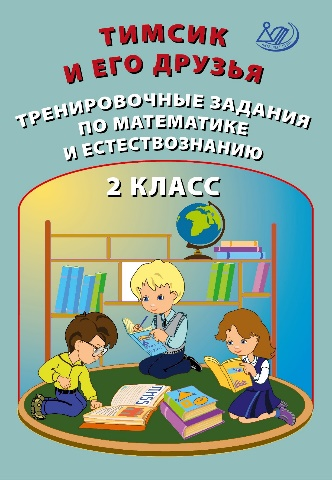 ТИМСИК
И ЕГО ДРУЗЬЯ
ТРЕНИРОВОЧНЫЕ ЗАДАНИЯ
ПО МАТЕМАТИКЕ
И ЕСТЕСТВОЗНАНИЮ
2 КЛАСС